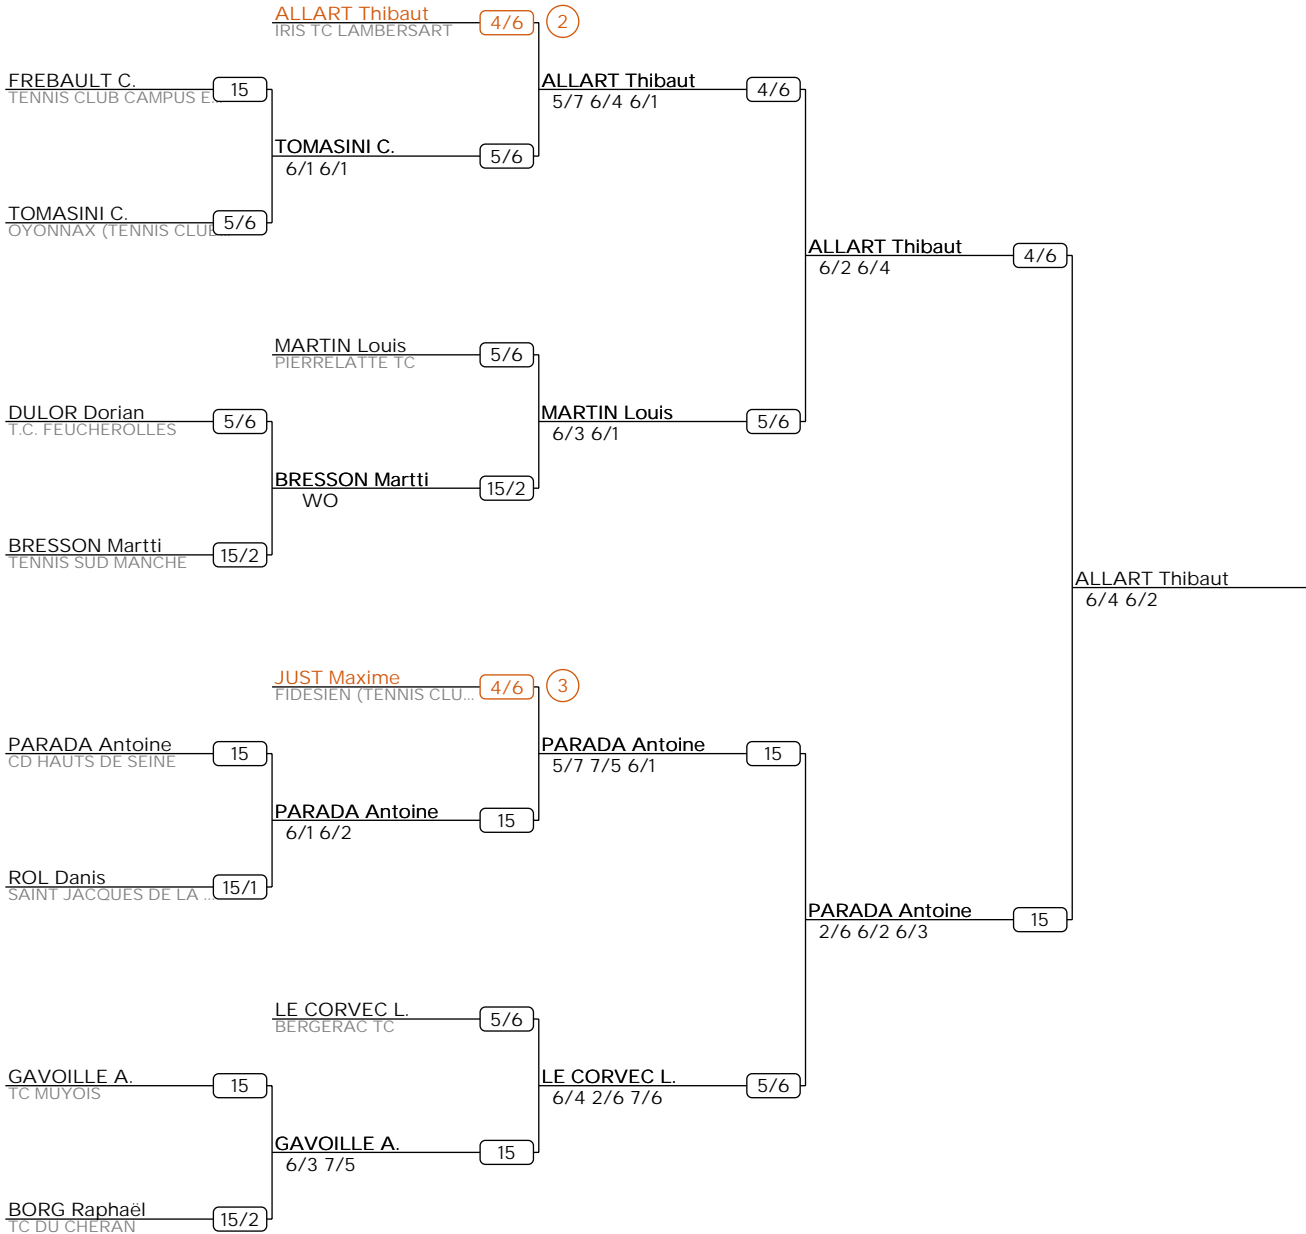 ALLART Thibaut
IRIS TC LAMBERSART
4/6
2
FREBAULT C.
TENNIS CLUB CAMPUS E...
15
ALLART Thibaut
5/7 6/4 6/1
4/6
TOMASINI C.
6/1 6/1
5/6
TOMASINI C.
OYONNAX (TENNIS CLUB...
5/6
ALLART Thibaut
6/2 6/4
4/6
MARTIN Louis
PIERRELATTE TC
5/6
DULOR Dorian
T.C. FEUCHEROLLES
5/6
MARTIN Louis
6/3 6/1
5/6
BRESSON Martti
WO
15/2
BRESSON Martti
TENNIS SUD MANCHE
15/2
ALLART Thibaut
6/4 6/2
JUST Maxime
FIDESIEN (TENNIS CLU...
4/6
3
PARADA Antoine
CD HAUTS DE SEINE
15
PARADA Antoine
5/7 7/5 6/1
15
PARADA Antoine
6/1 6/2
15
ROL Danis
SAINT JACQUES DE LA ...
15/1
PARADA Antoine
2/6 6/2 6/3
15
LE CORVEC L.
BERGERAC TC
5/6
GAVOILLE A.
TC MUYOIS
15
LE CORVEC L.
6/4 2/6 7/6
5/6
GAVOILLE A.
6/3 7/5
15
BORG Raphaël
TC DU CHERAN
15/2